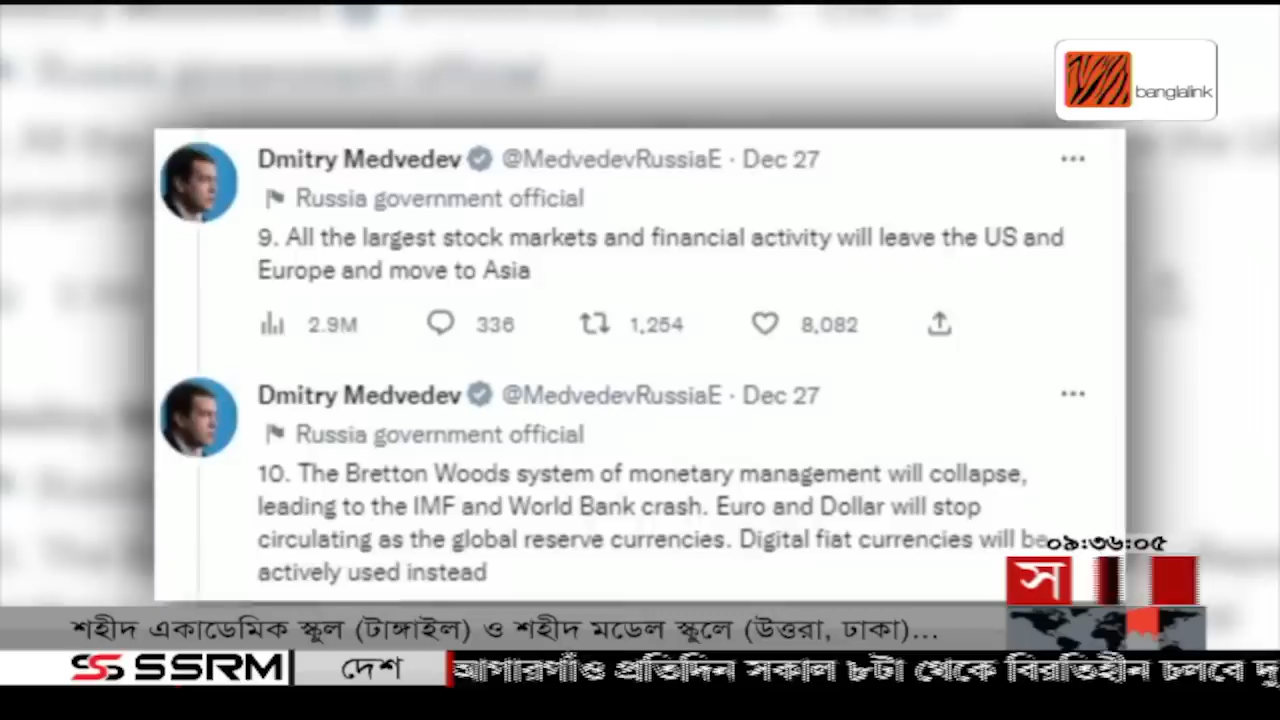 banglalink
Dmitry Medvedev @MedvedevRussiaE · Dec 27
Russia government official
9. All the largest stock markets and financial activity will leave the US and
Europe and move to Asia
2.9M 336 1,254 8,082
Dmitry Medvedev @MedvedevRussiaE · Dec 27
Russia government official
10. The Bretton Woods system of monetary management will collapse,
leading to the IMF and World Bank crash. Euro and Dollar will stop
circulating as the global reserve currencies. Digital fiat currencies will be
actively used instead
০৯:৩৬:০৫
স
শহীদ একাডেমিক স্কুল (টাঙ্গাইল) ও শহীদ মডেল স্কুলে (উত্তরা, ঢাকা)...
SSRM দেশ আগারগাঁও প্রতিদিন সকাল ৮টা থেকে বিরতিহীন চলবে দু